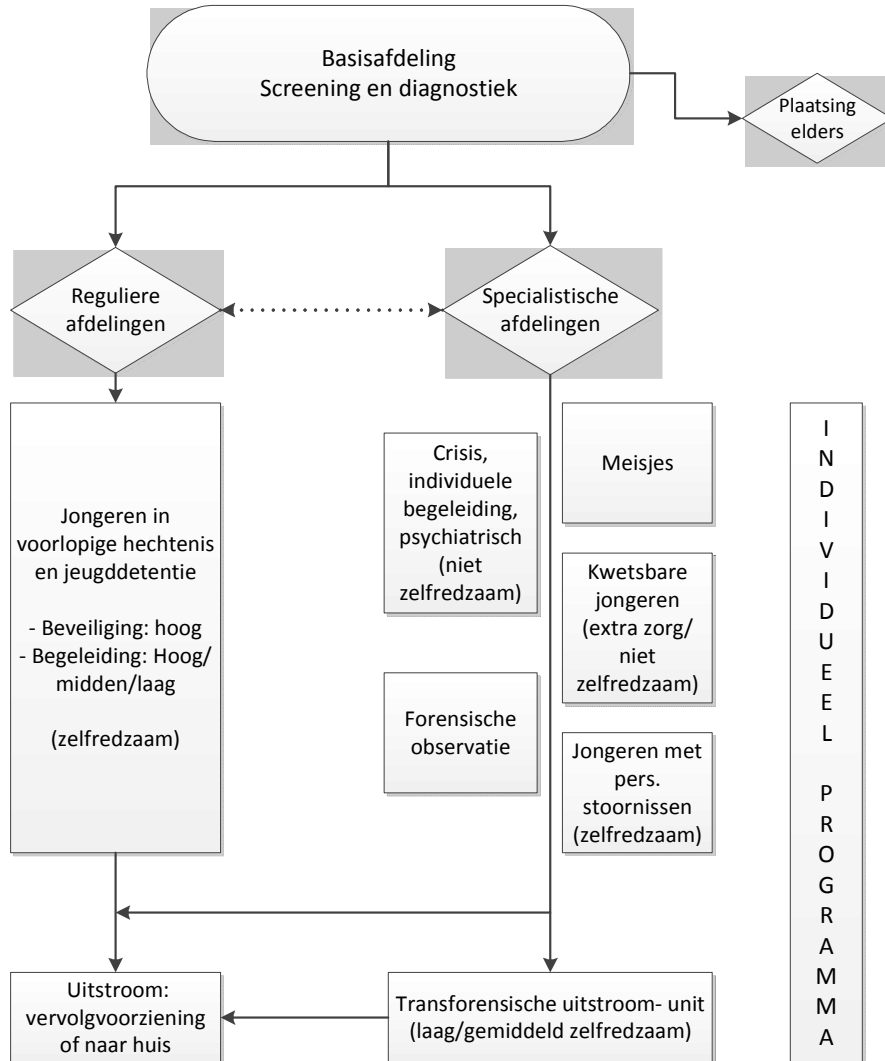 Basisafdeling
Screening en diagnostiek
Plaatsing
elders
Reguliere
afdelingen
Specialistische
afdelingen
Jongeren in
voorlopige hechtenis
en jeugddetentie
- Beveiliging: hoog
- Begeleiding: Hoog/
midden/laag
(zelfredzaam)
Crisis,
individuele
begeleiding,
psychiatrisch
(niet
zelfredzaam)
Forensische
observatie
Meisjes
Kwetsbare
jongeren
(extra zorg/
niet
zelfredzaam)
Jongeren met
pers.
stoornissen
(zelfredzaam)
I
N
D
I
V
I
D
U
E
E
L
P
R
O
G
R
A
M
M
A
Uitstroom:
vervolgvoorziening
of naar huis
Transforensische uitstroom- unit
(laag/gemiddeld zelfredzaam)